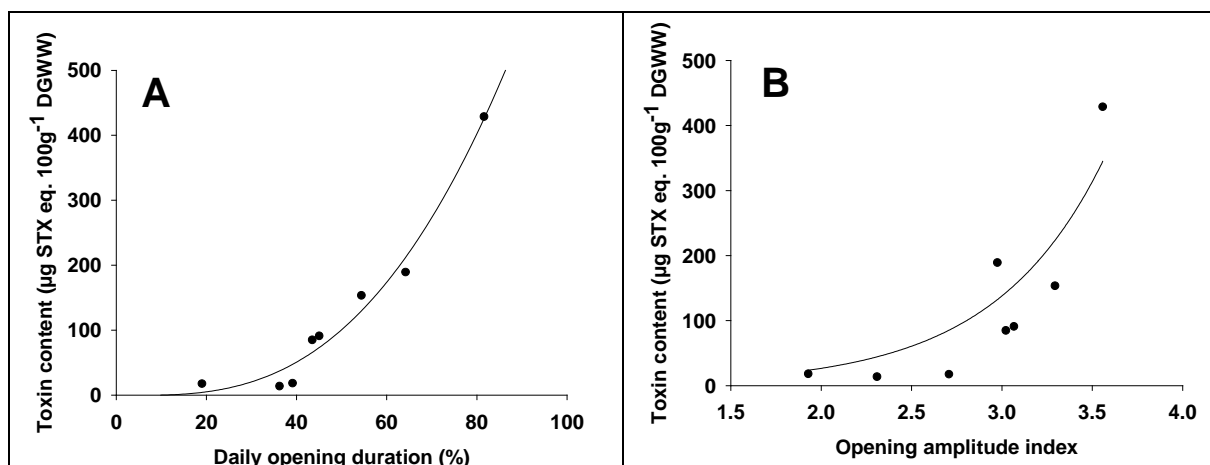 A
Toxin content (µg STX eq. 100g-1 DGWW)
500
400
300
200
100
0
0 20 40 60 80 100
Daily opening duration (%)
B
Toxin content (µg STX eq. 100g-1 DGWW)
500
400
300
200
100
0
1.5 2.0 2.5 3.0 3.5 4.0
Opening amplitude index